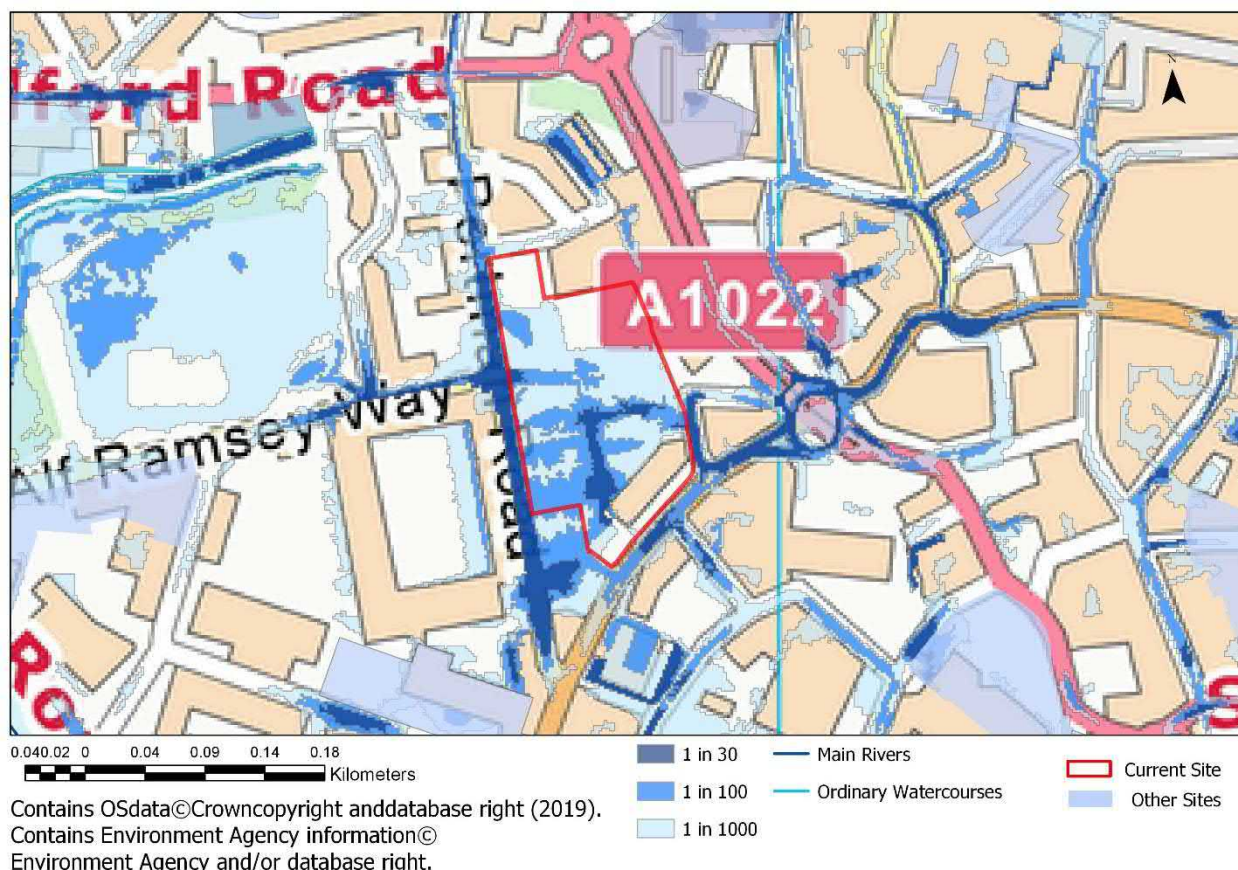 lford Road
N
A1022
Alf Ramsey Way
Road
Ro
S
0.040.02 0 0.04 0.09 0.14 0.18
Kilometers
1 in 30
1 in 100
1 in 1000
Main Rivers
Ordinary Watercourses
Current Site
Other Sites
Contains OSdata©Crowncopyright anddatabase right (2019).
Contains Environment Agency information©
Environment Agency and/or database right.